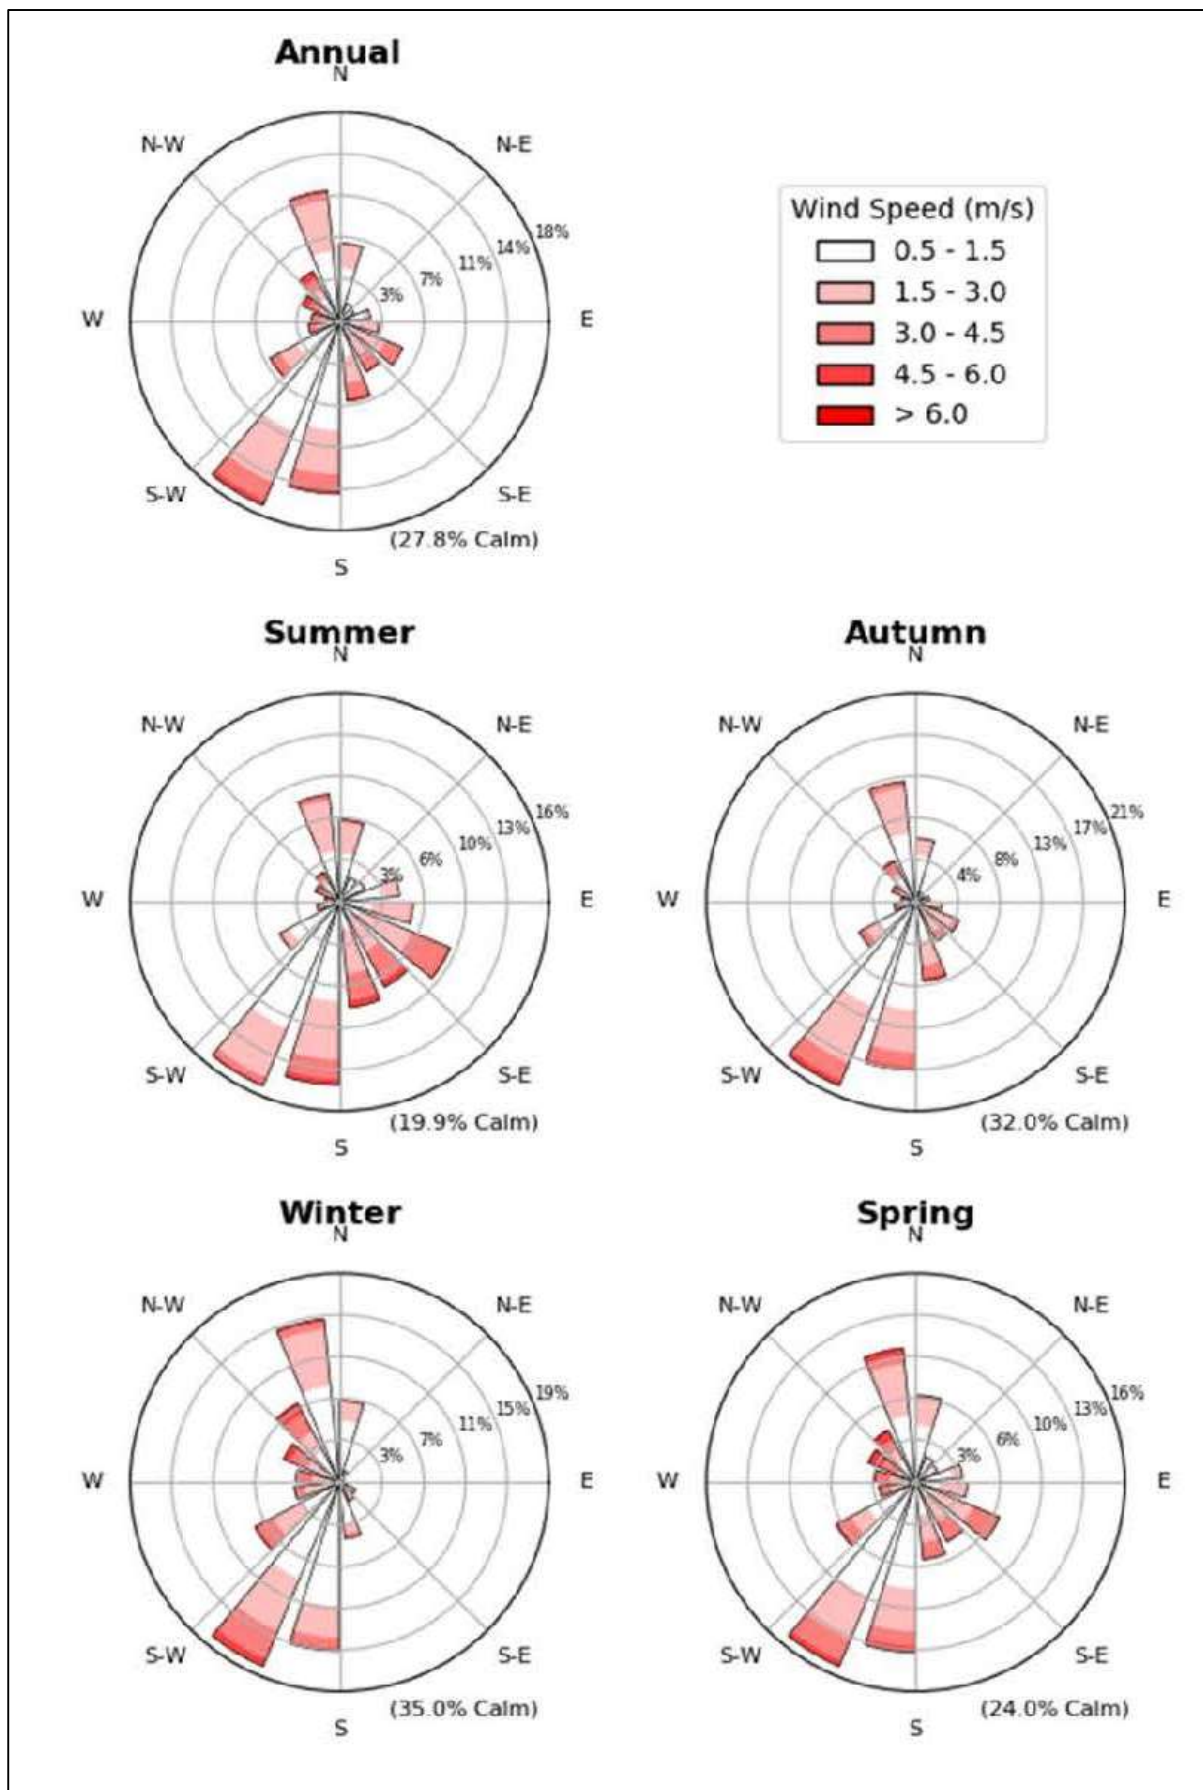 Annual
N
N-W
N-E
18%
14%
11%
7%
3%
W
E
S-W
S-E
(27.8% Calm)
S
Wind Speed (m/s)
0.5 - 1.5
1.5 - 3.0
3.0 - 4.5
4.5 - 6.0
> 6.0
Summer
N
N-W
N-E
16%
13%
10%
6%
3%
W
E
S-W
S-E
(19.9% Calm)
S
Autumn
N
N-W
N-E
21%
17%
13%
8%
4%
W
E
S-W
S-E
(32.0% Calm)
S
Winter
N
N-W
N-E
19%
15%
11%
7%
3%
W
E
S-W
S-E
(35.0% Calm)
S
Spring
N
N-W
N-E
16%
13%
10%
6%
3%
W
E
S-W
S-E
(24.0% Calm)
S